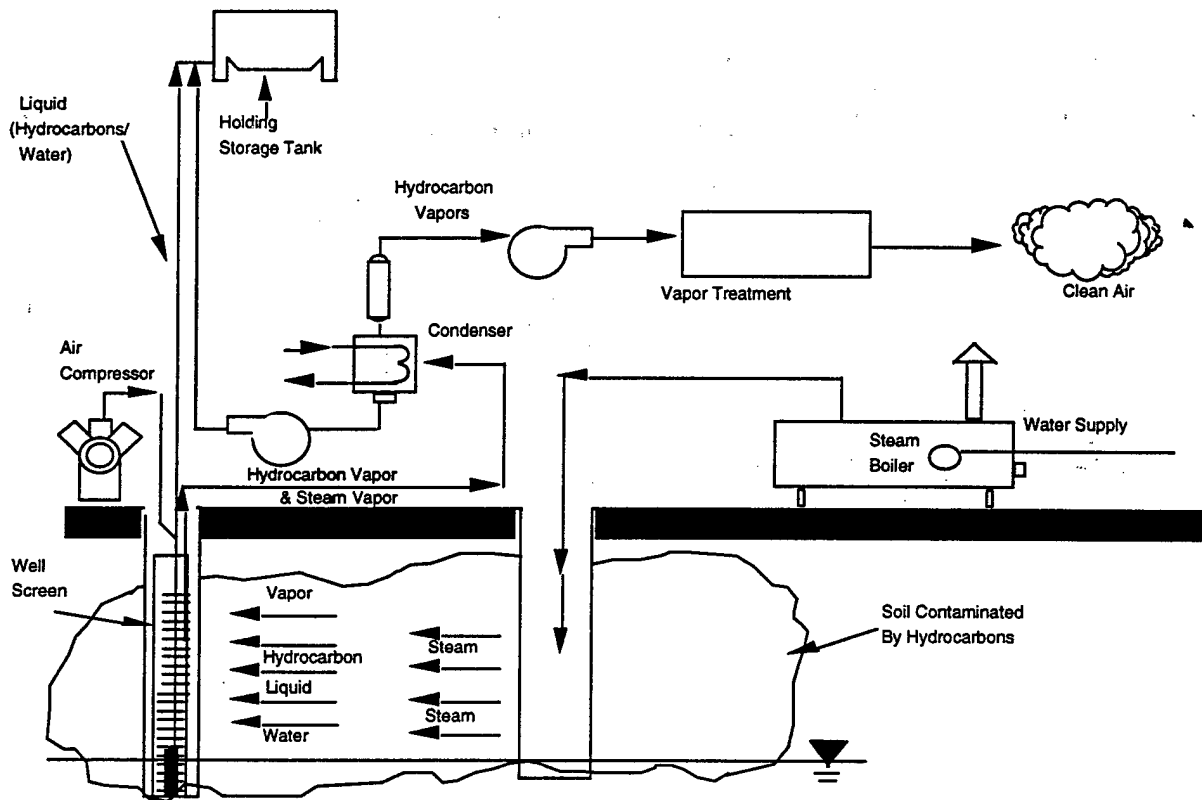 Liquid
(Hydrocarbons/
Water)
Holding
Storage Tank
Hydrocarbon
Vapors
Vapor Treatment
Clean Air
Condenser
Air
Compressor
Water Supply
Steam
Boiler
Hydrocarbon Vapor
& Steam Vapor
Well
Screen
Vapor
Hydrocarbon
Liquid
Water
Steam
Steam
Soil Contaminated
By Hydrocarbons